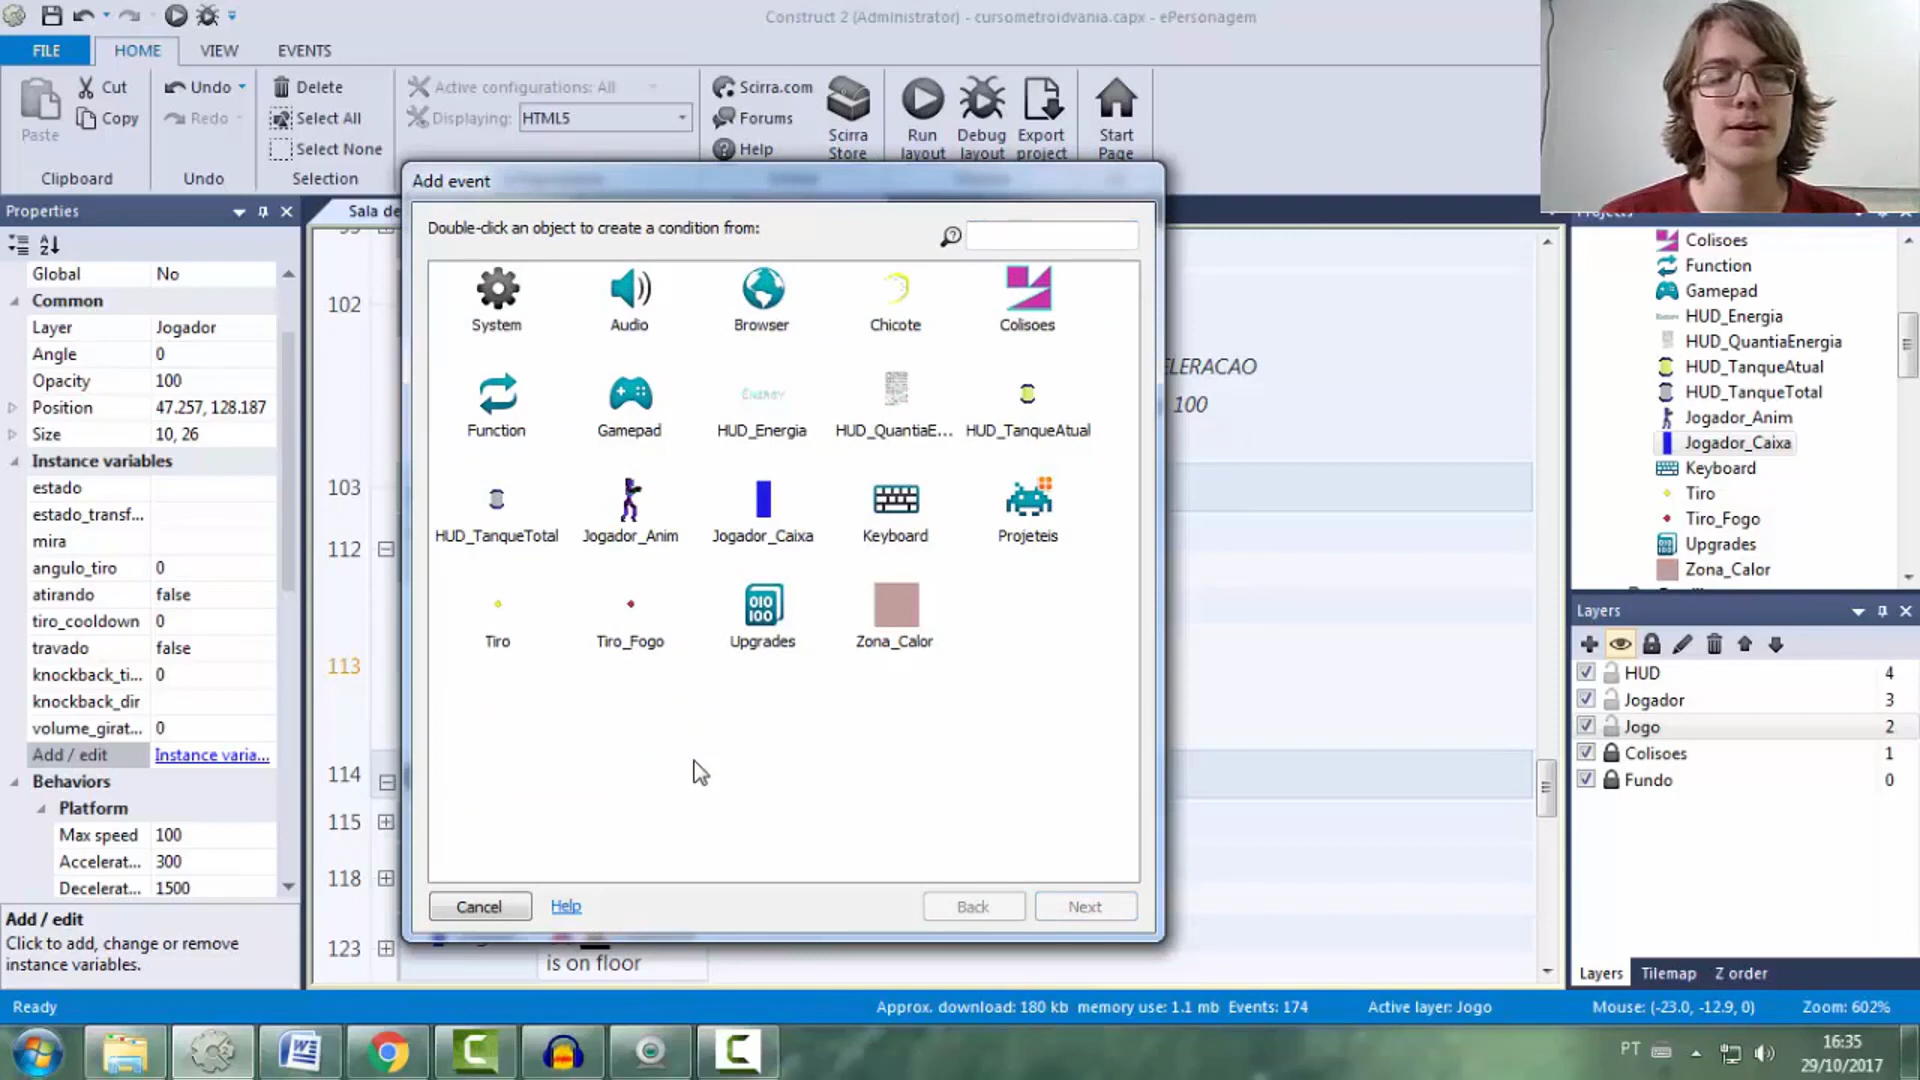 Construct 2 (Administrator) - cursometroidvania.capx - ePersonagem
FILE
HOME
VIEW
EVENTS
Paste
Cut
Copy
Clipboard
Undo
Redo
Undo
Delete
Select All
Select None
Selection
Active configurations: All
Displaying:
HTML5
Scirra.com
Forums
Help
Scirra
Store
Run
layout
Debug
layout
Export
project
Start
Page
Properties
Global No
Common
Layer Jogador
Angle 0
Opacity 100
Position 47.257, 128.187
Size 10, 26
Instance variables
estado
estado_transf...
mira
angulo_tiro 0
atirando false
tiro_cooldown 0
travado false
knockback_ti... 0
knockback_dir
volume_girat... 0
Add / edit Instance varia...
Behaviors
Platform
Max speed 100
Accelerat... 300
Decelerat... 1500
Add / edit
Click to add, change or remove
instance variables.
Sala de
102
103
112
113
114
115
118
123
ELERACAO
100
is on floor
Add event
Double-click an object to create a condition from:
System
Audio
Browser
Chicote
Colisoes
Function
Gamepad
ENERGY
HUD_Energia
HUD_QuantiaE...
HUD_TanqueAtual
HUD_TanqueTotal
Jogador_Anim
Jogador_Caixa
Keyboard
Projeteis
Tiro
Tiro_Fogo
010
100
Upgrades
Zona_Calor
Cancel
Help
Back
Next
Colisoes
Function
Gamepad
HUD_Energia
HUD_QuantiaEnergia
HUD_TanqueAtual
HUD_TanqueTotal
Jogador_Anim
Jogador_Caixa
Keyboard
Tiro
Tiro_Fogo
Upgrades
Zona_Calor
Layers
HUD 4
Jogador 3
Jogo 2
Colisoes 1
Fundo 0
Layers Tilemap Z order
Ready
Approx. download: 180 kb memory use: 1.1 mb Events: 174
Active layer: Jogo
Mouse: (-23.0, -12.9, 0)
Zoom: 602%
PT
16:35
29/10/2017